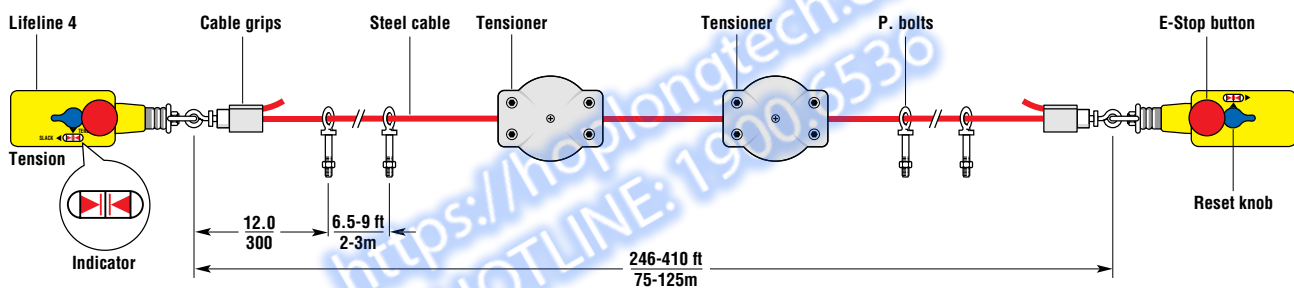 Lifeline 4
Cable grips
Steel cable
Tensioner
Tensioner
P. bolts
E-Stop button
SLACK
Tension
Indicator
12.0
300
6.5-9 ft
2-3m
246-410 ft
75-125m
Reset knob
https://hoplongtech.c
HOTLINE: 1900.6536